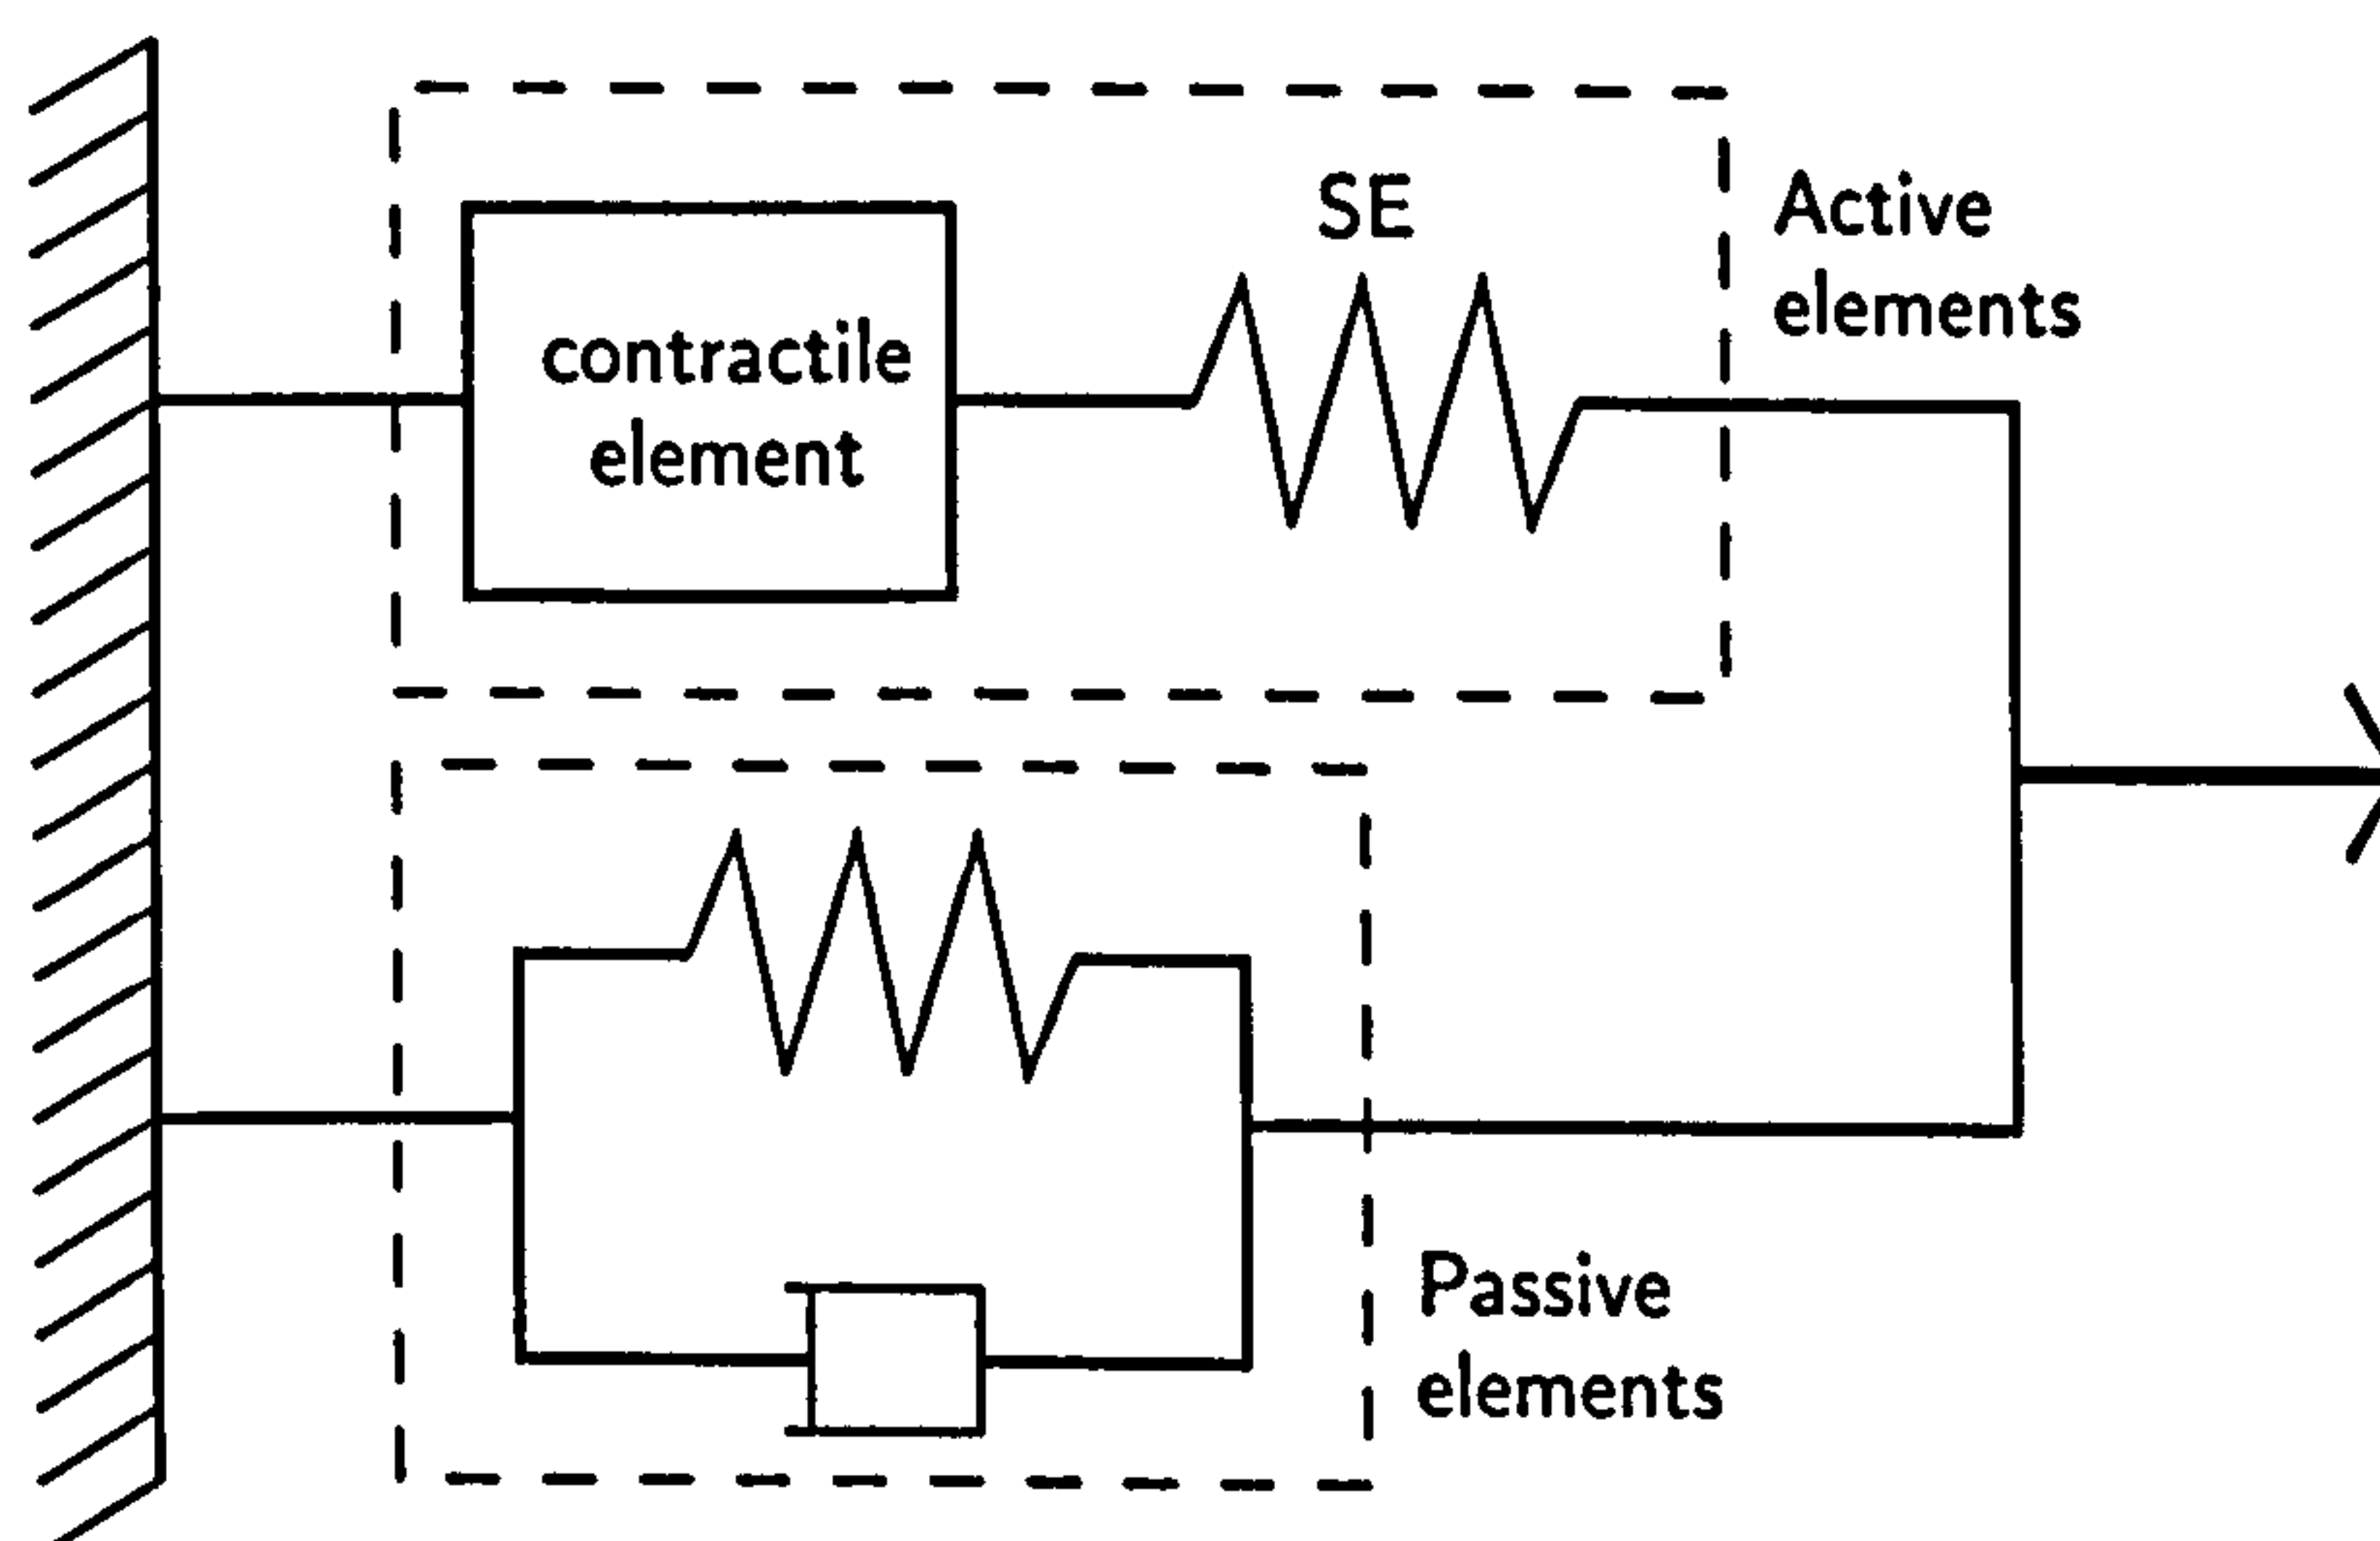 SE
Active
elements
contractile
element
Passive
elements